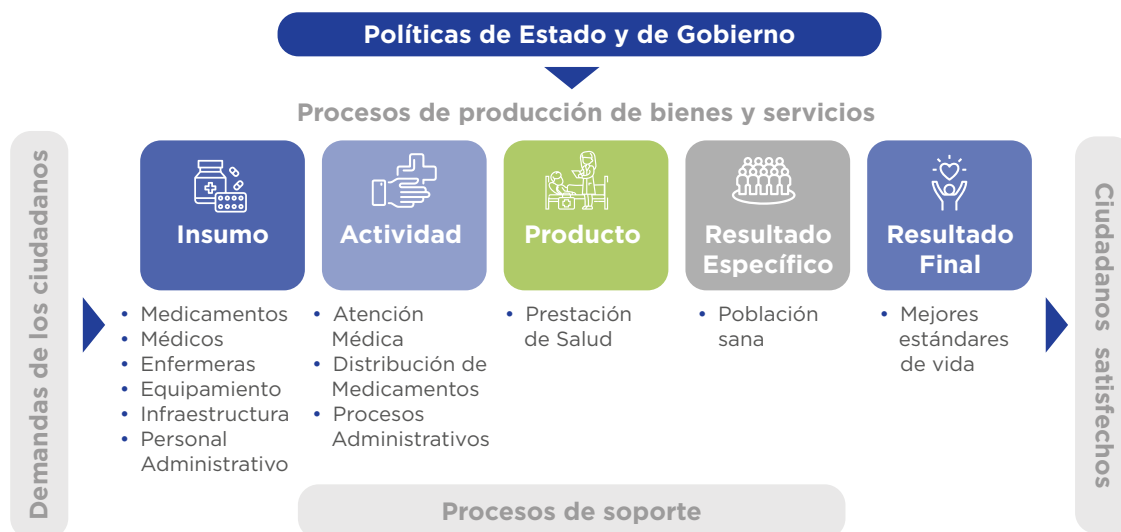 Políticas de Estado y de Gobierno
Procesos de producción de bienes y servicios
Demandas de los ciudadanos
Insumo
• Medicamentos
• Médicos
• Enfermeras
• Equipamiento
• Infraestructura
• Personal
Administrativo
Actividad
• Atención
Médica
• Distribución de
Medicamentos
• Procesos
Administrativos
Producto
• Prestación
de Salud
Resultado
Específico
• Población
sana
Resultado
Final
• Mejores
estándares
de vida
Ciudadanos satisfechos
Procesos de soporte